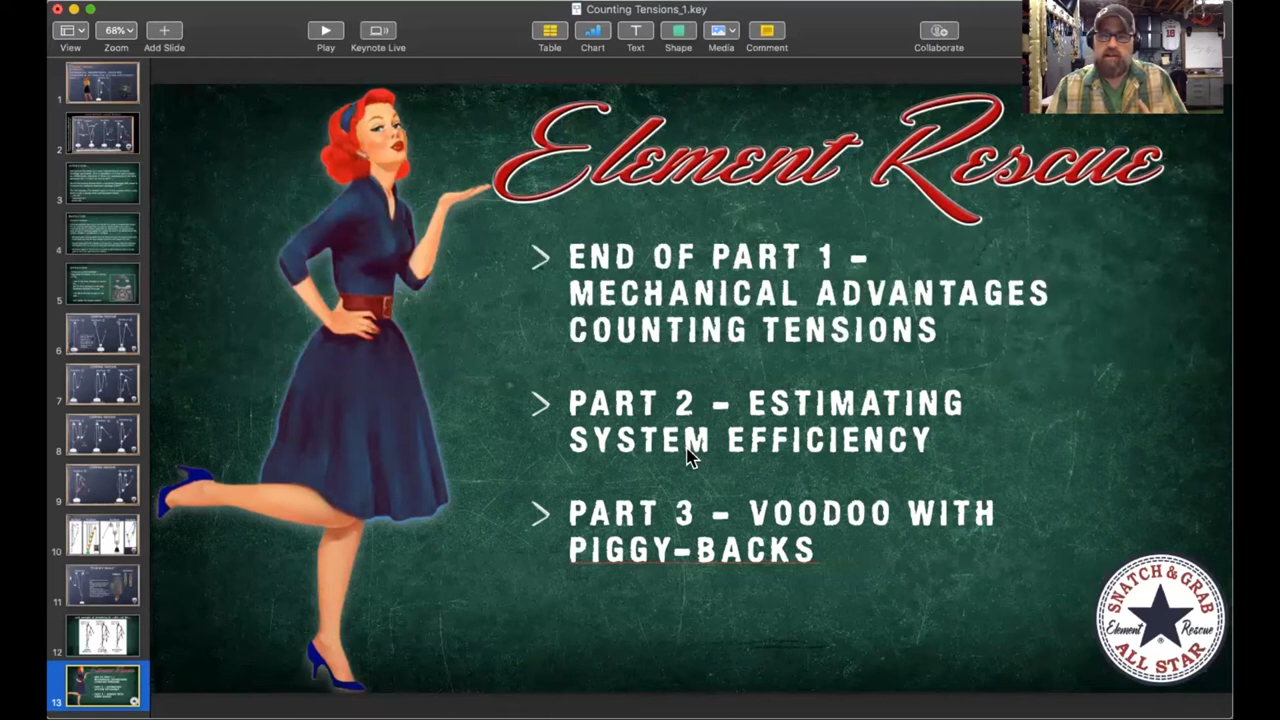 Counting Tensions_1.key
68%
View
Zoom
Add Slide
Play
Keynote Live
Table
Chart
Text
Shape
Media
Comment
Collaborate
18
1
2
3
4
5
6
7
8
9
10
11
12
13
Element Rescue
> END OF PART 1 –
MECHANICAL ADVANTAGES
COUNTING TENSIONS
> PART 2 – ESTIMATING
SYSTEM EFFICIENCY
> PART 3 – VOODOO WITH
PIGGY-BACKS
SNATCH & GRAB
Element Rescue
ALL STAR